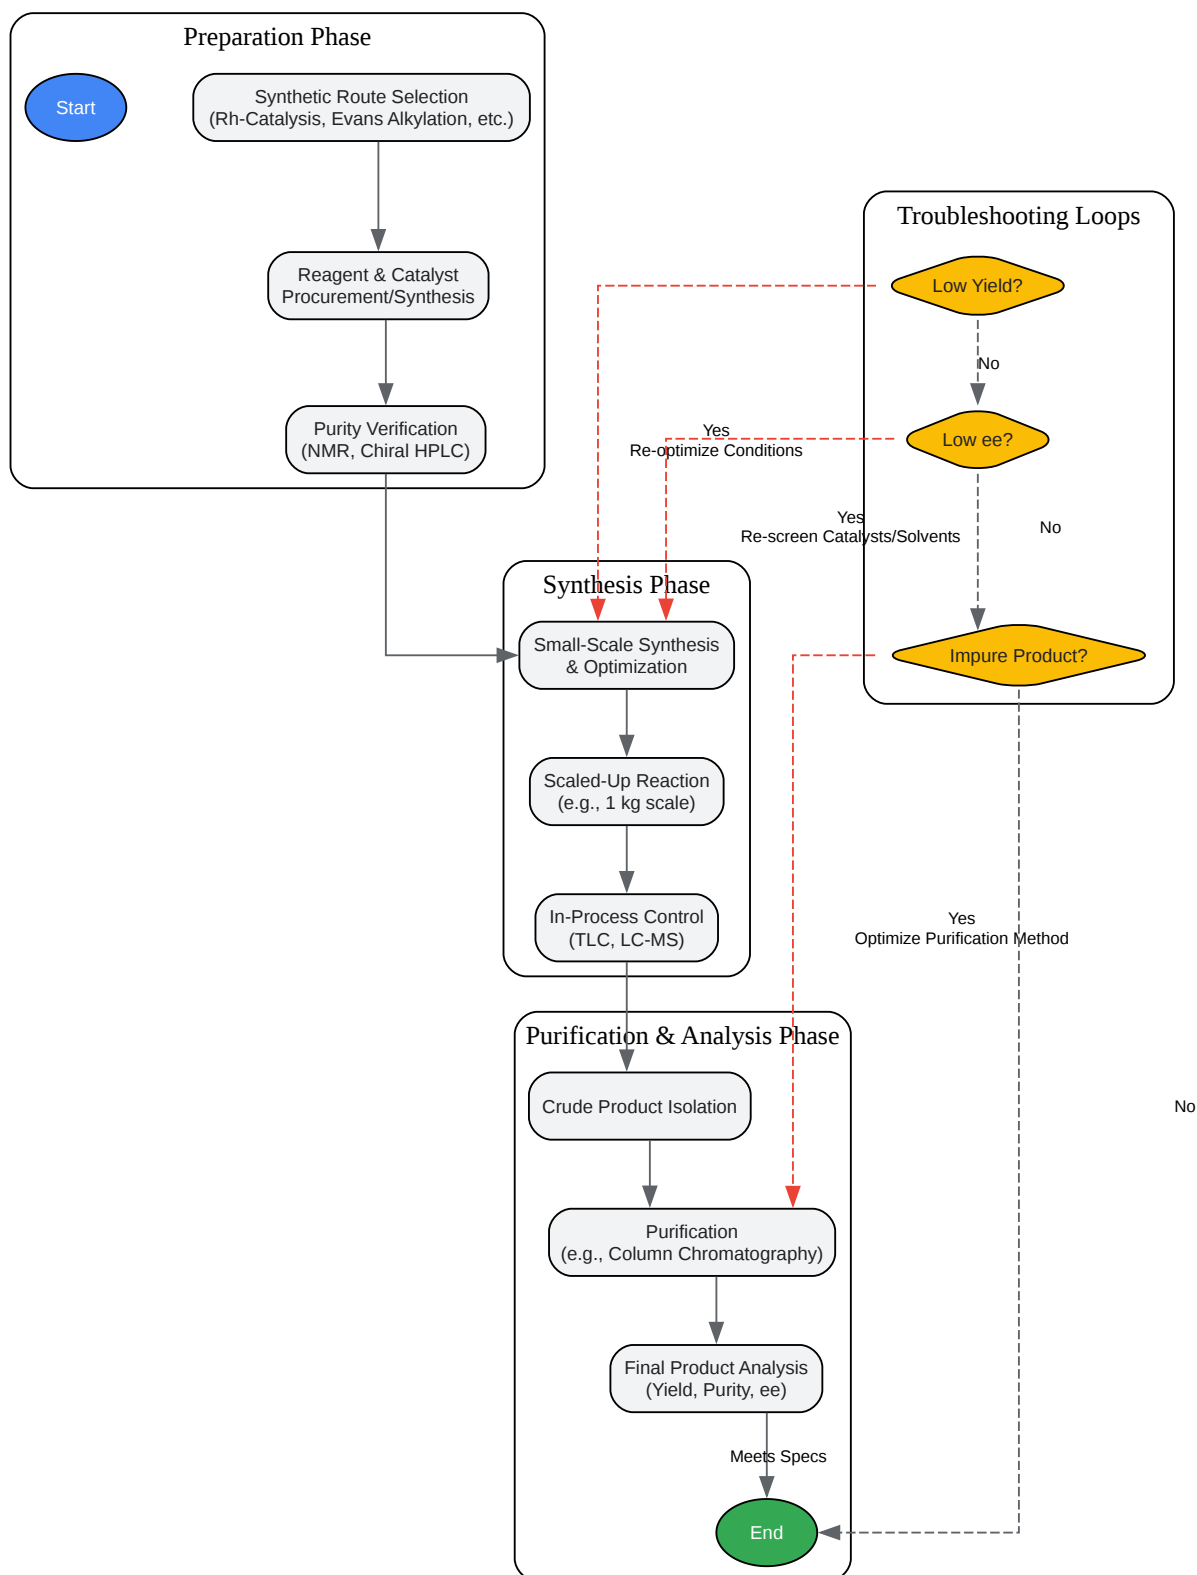 Preparation Phase
Start
Synthetic Route Selection
(Rh-Catalysis, Evans Alkylation, etc.)
Reagent & Catalyst
Procurement/Synthesis
Purity Verification
(NMR, Chiral HPLC)
Troubleshooting Loops
Low Yield?
No
Low ee?
Yes
Re-optimize Conditions
Yes
Re-screen Catalysts/Solvents
No
Impure Product?
Synthesis Phase
Small-Scale Synthesis
& Optimization
Scaled-Up Reaction
(e.g., 1 kg scale)
In-Process Control
(TLC, LC-MS)
Yes
Optimize Purification Method
Purification & Analysis Phase
Crude Product Isolation
No
Purification
(e.g., Column Chromatography)
Final Product Analysis
(Yield, Purity, ee)
Meets Specs
End